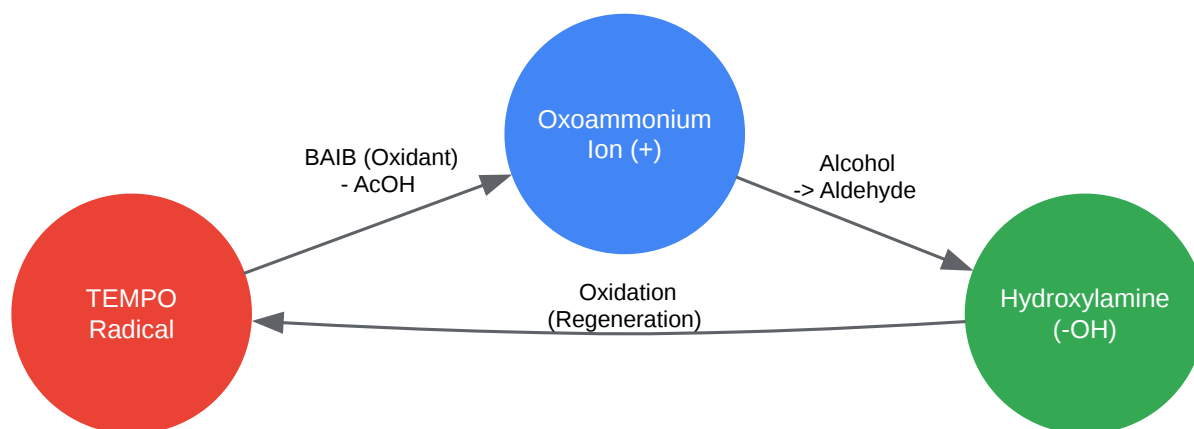 Oxoammonium
Ion (+)
BAIB (Oxidant)
- AcOH
Alcohol
-> Aldehyde
TEMPO
Radical
Oxidation
(Regeneration)
Hydroxylamine
(-OH)